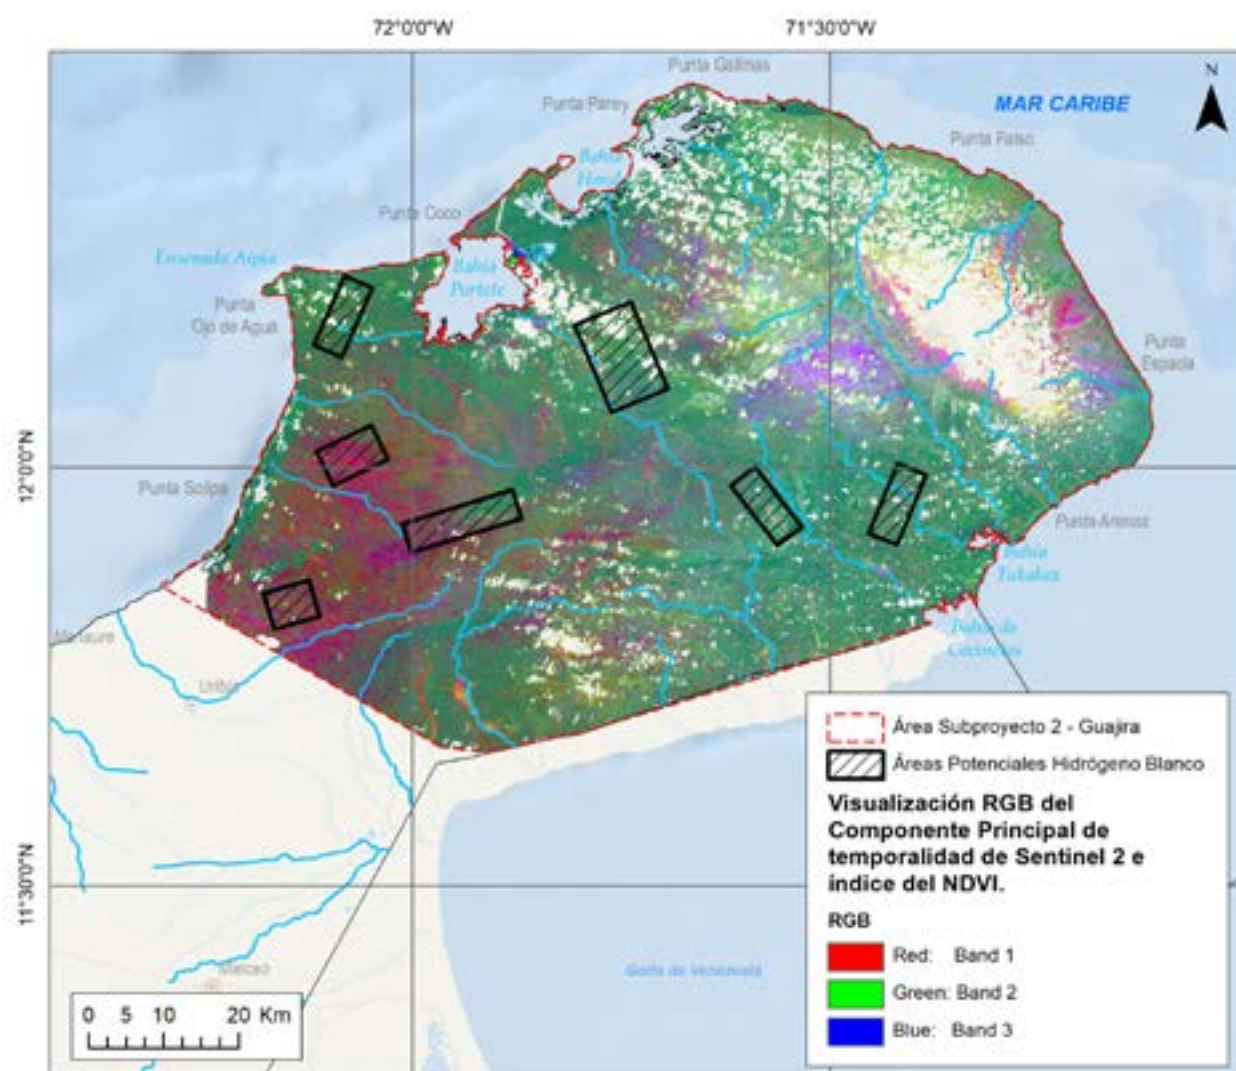 72°0'0"W
71°30'0"W
Punta Gallinas
N
MAR CARIBE
Punta Parey
Punta Falso
Bahía
Hond
Punta Coco
Ensenada Aipia
Bahía
Portete
Punta
Ojo de Agua
Punta
Espada
12°0'0"N
Punta Solipa
Punta Arenas
Bahía
Tukakas
Manaure
Bahía de
Cocinetas
Uribia
Área Subproyecto 2 - Guajira
Áreas Potenciales Hidrógeno Blanco
Visualización RGB del
Componente Principal de
temporalidad de Sentinel 2 e
indice del NDVI.
RGB
Red: Band 1
Green: Band 2
Blue: Band 3
11°30'0"N
Maicao
Golfo de Venezuela
0 5 10 20 Km